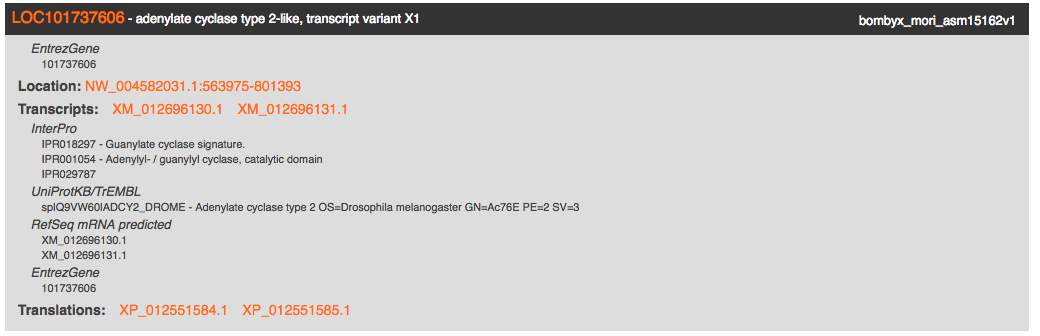 LOC101737606 - adenylate cyclase type 2-like, transcript variant X1 bombyx_mori_asm15162v1
EntrezGene
101737606
Location: NW_004582031.1:563975-801393
Transcripts: XM_012696130.1 XM_012696131.1
InterPro
IPR018297 - Guanylate cyclase signature.
IPR001054 - Adenylyl- / guanylyl cyclase, catalytic domain
IPR029787
UniProtKB/TrEMBL
sp|Q9VW60|ADCY2_DROME - Adenylate cyclase type 2 OS=Drosophila melanogaster GN=Ac76E PE=2 SV=3
RefSeq mRNA predicted
XM_012696130.1
XM_012696131.1
EntrezGene
101737606
Translations: XP_012551584.1 XP_012551585.1